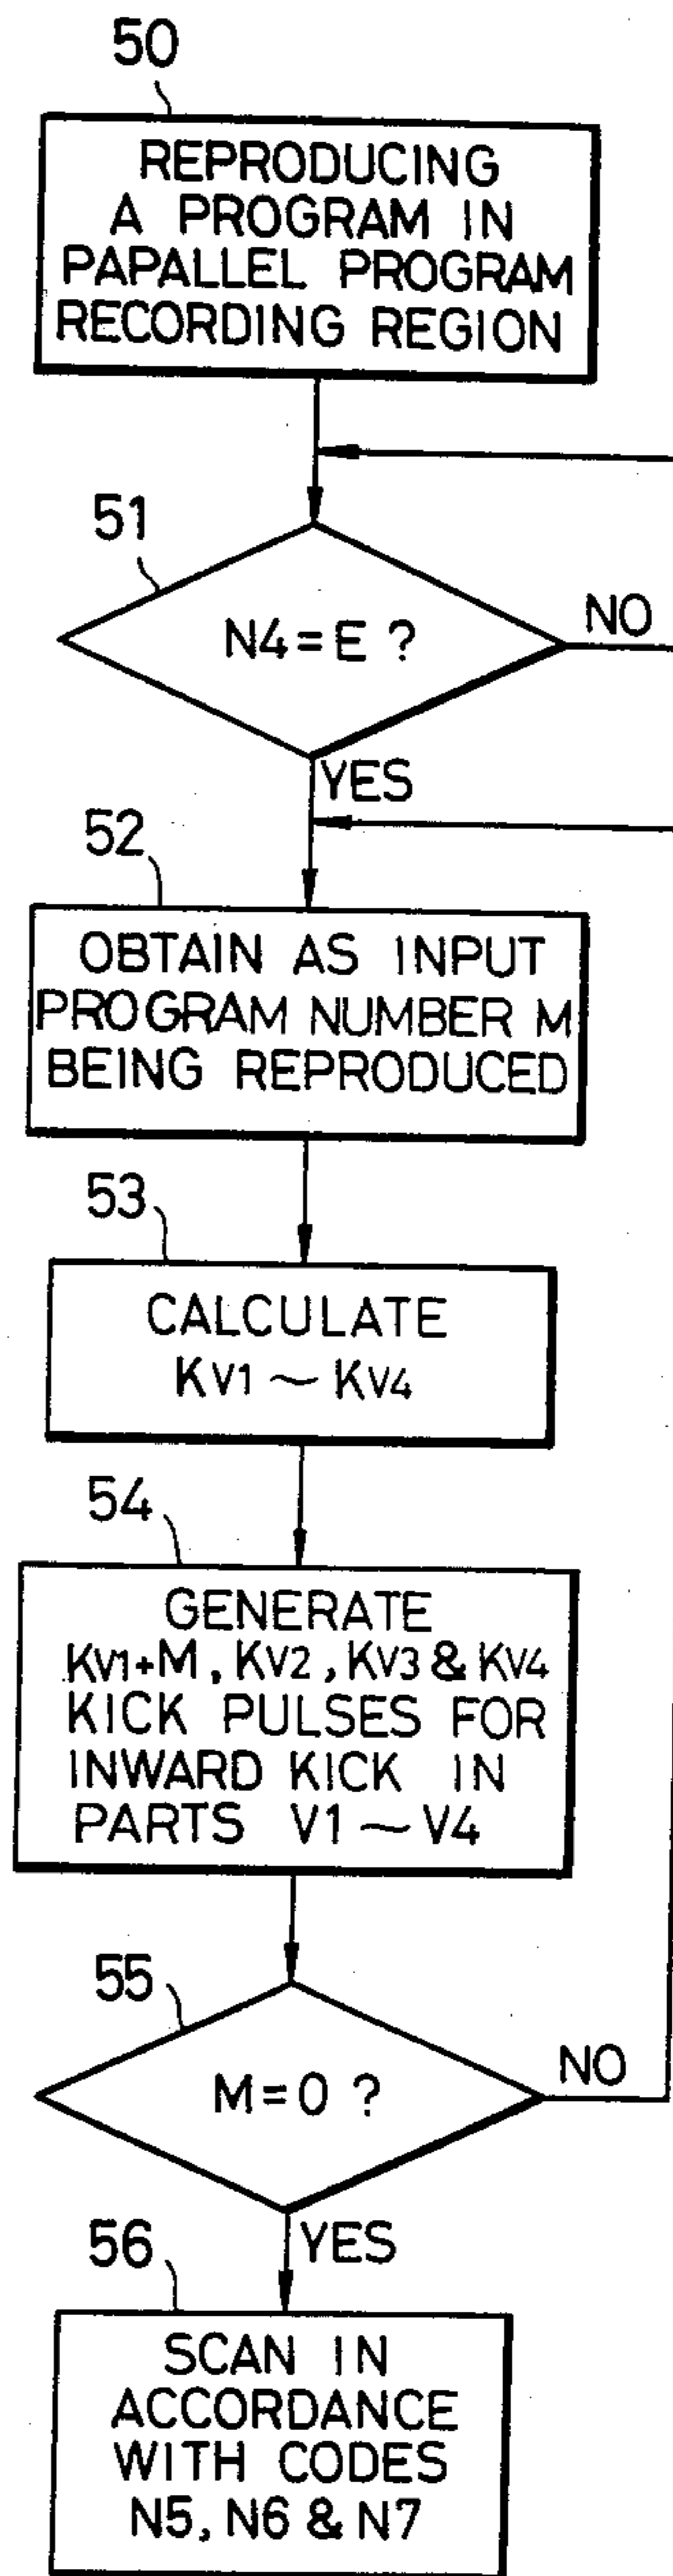 50
REPRODUCING
A PROGRAM IN
PAPALLEL PROGRAM
RECORDING REGION
51
N4=E ?
NO
YES
52
OBTAIN AS INPUT
PROGRAM NUMBER M
BEING REPRODUCED
53
CALCULATE
KV1 ~ KV4
54
GENERATE
KV1+M, KV2, KV3 & KV4
KICK PULSES FOR
INWARD KICK IN
PARTS V1 ~ V4
55
M=0 ?
NO
YES
56
SCAN IN
ACCORDANCE
WITH CODES
N5, N6 & N7